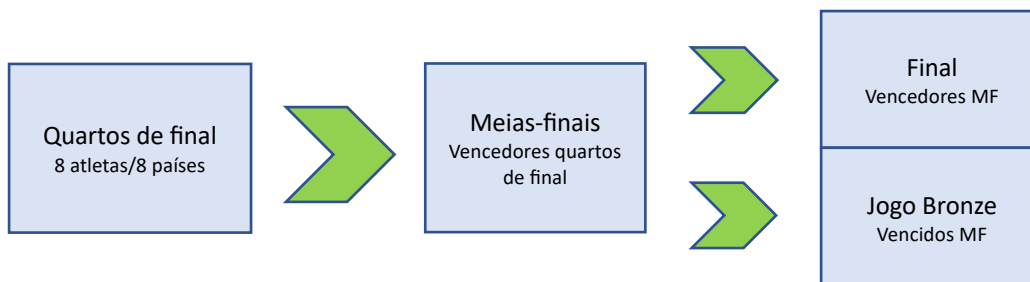 Quartos de final
8 atletas/8 países
Meias-finais
Vencedores quartos
de final
Final
Vencedores MF
Jogo Bronze
Vencidos MF